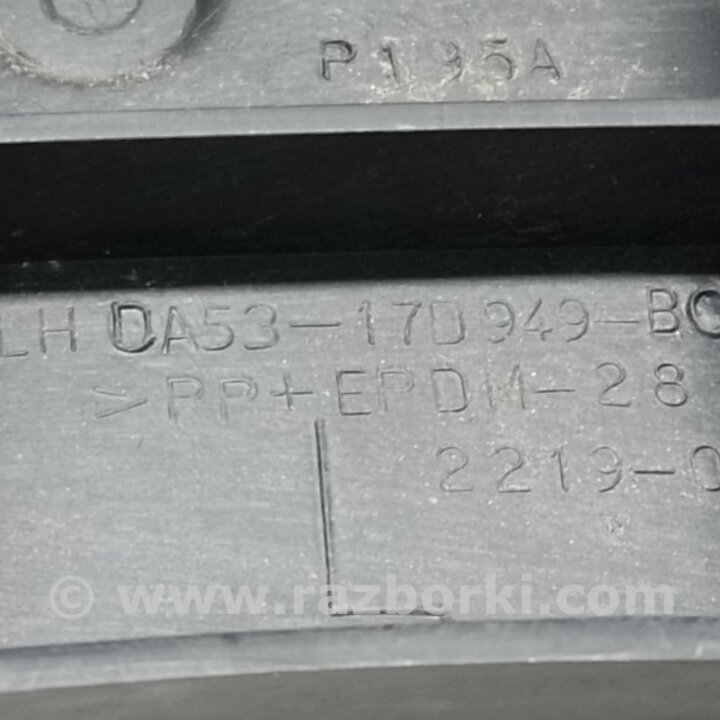 P195A
LH DA53-17D949-BC
>PP+EPDM-28
2219-0
© www.razborki.com